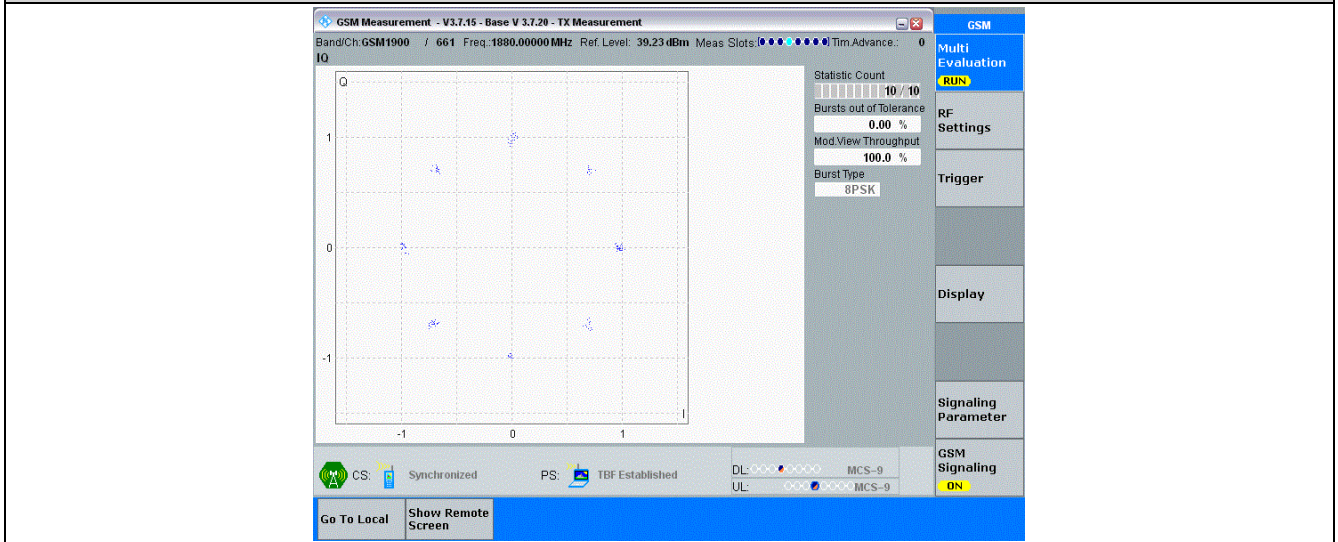 GSM Measurement - V3.7.15 - Base V 3.7.20 - TX Measurement
GSM
Band/Ch:GSM1900 / 661 Freq.:1880.00000 MHz Ref. Level: 39.23 dBm Meas Slots: Tim.Advance.: 0
IQ
Multi
Evaluation
RUN
Statistic Count
10 / 10
Bursts out of Tolerance
0.00 %
Mod.View Throughput
100.0 %
Burst Type
8PSK
RF
Settings
Trigger
Display
Signaling
Parameter
GSM
Signaling
ON
Q
1
0
-1
I
-1 0 1
CS: Synchronized PS: TBF Established
DL: MCS-9
UL: MCS-9
Go To Local
Show Remote
Screen